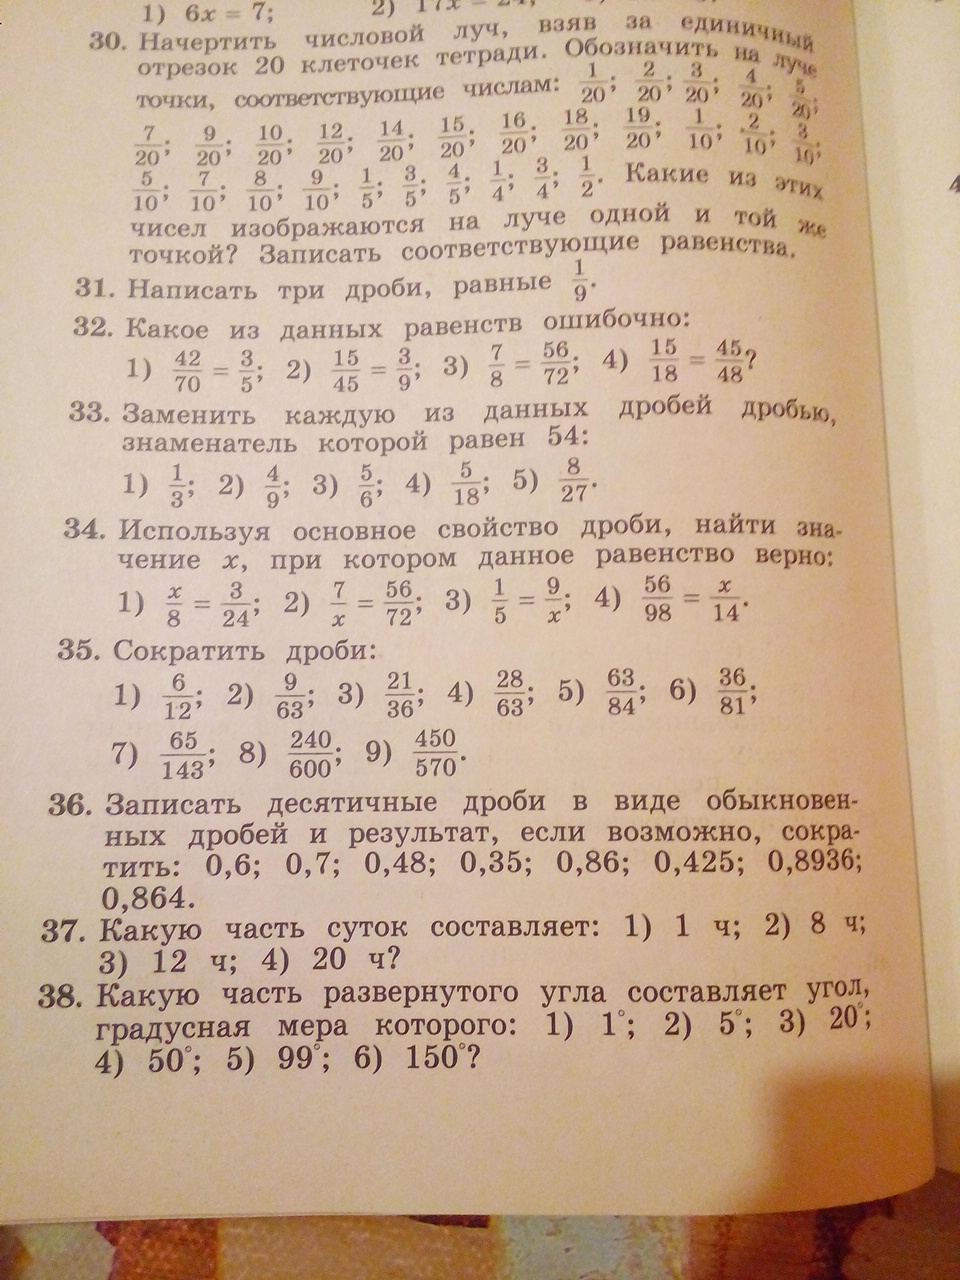 1) 6x = 7; 2) 17x = 24;
30. Начертить числовой луч, взяв за единичный
отрезок 20 клеточек тетради. Обозначить на луче
точки, соответствующие числам: 1/20; 2/20; 3/20; 4/20; 5/20;
7/20; 9/20; 10/20; 12/20; 14/20; 15/20; 16/20; 18/20; 19/20; 1/10; 2/10; 3/10;
5/10; 7/10; 8/10; 9/10; 1/5; 3/5; 4/5; 1/4; 3/4; 1/2. Какие из этих
чисел изображаются на луче одной и той же
точкой? Записать соответствующие равенства.
31. Написать три дроби, равные 1/9.
32. Какое из данных равенств ошибочно:
1) 42/70 = 3/5; 2) 15/45 = 3/9; 3) 7/8 = 56/72; 4) 15/18 = 45/48?
33. Заменить каждую из данных дробей дробью,
знаменатель которой равен 54:
1) 1/3; 2) 4/9; 3) 5/6; 4) 5/18; 5) 8/27.
34. Используя основное свойство дроби, найти зна-
чение x, при котором данное равенство верно:
1) x/8 = 3/24; 2) 7/x = 56/72; 3) 1/5 = 9/x; 4) 56/98 = x/14.
35. Сократить дроби:
1) 6/12; 2) 9/63; 3) 21/36; 4) 28/63; 5) 63/84; 6) 36/81;
7) 65/143; 8) 240/600; 9) 450/570.
36. Записать десятичные дроби в виде обыкновен-
ных дробей и результат, если возможно, сокра-
тить: 0,6; 0,7; 0,48; 0,35; 0,86; 0,425; 0,8936;
0,864.
37. Какую часть суток составляет: 1) 1 ч; 2) 8 ч;
3) 12 ч; 4) 20 ч?
38. Какую часть развернутого угла составляет угол,
градусная мера которого: 1) 1°; 2) 5°; 3) 20°;
4) 50°; 5) 99°; 6) 150°?